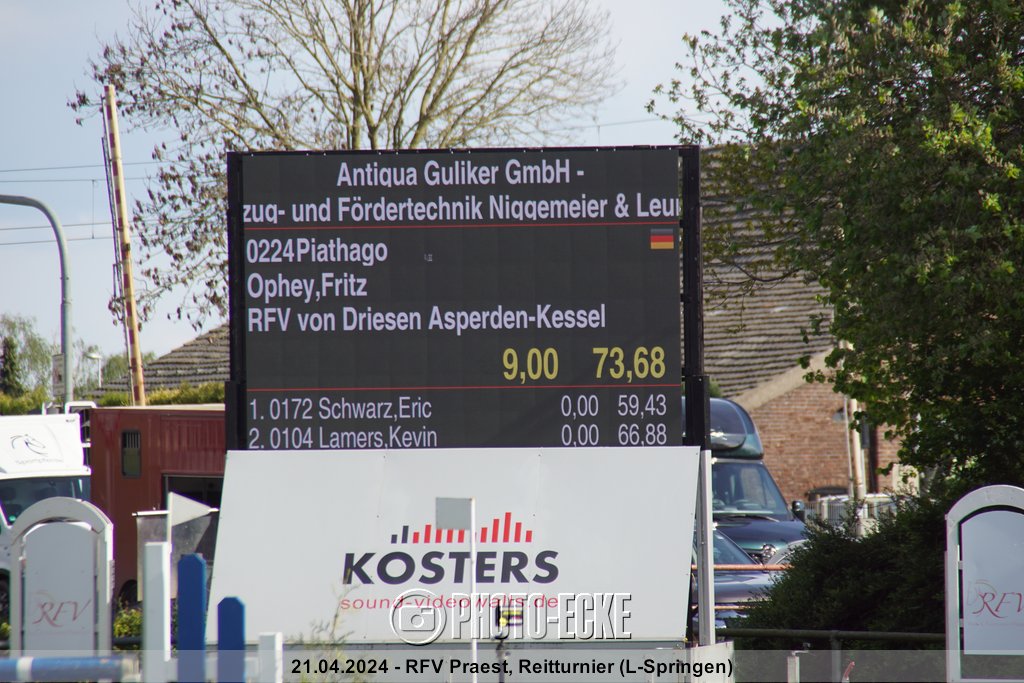 Antiqua Guliker GmbH -
zug- und Fördertechnik Niggemeier & Leu
0224Piathago
Ophey,Fritz
RFV von Driesen Asperden-Kessel
9,00 73,68
1. 0172 Schwarz,Eric 0,00 59,43
2. 0104 Lamers,Kevin 0,00 66,88
KOSTERS
sound-videowalls.de
PHOTO-ECKE
RFV
RFV
21.04.2024 - RFV Praest, Reitturnier (L-Springen)